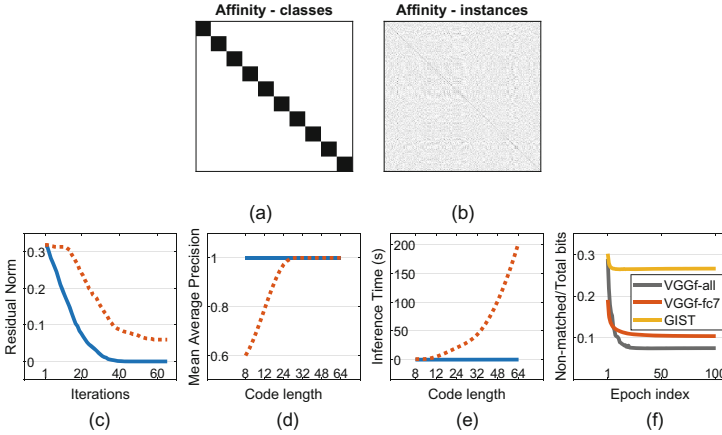 Affinity - classes
Affinity - instances
(a)
(b)
Residual Norm
0.3
0.2
0.1
0
1
20
40
60
Iterations
(c)
Mean Average Precision
1
0.8
0.6
8
12
24
32
48
64
Code length
(d)
Inference Time (s)
200
150
100
50
0
8
12
24
32
48
64
Code length
(e)
Non-matched/Total bits
0.3
0.2
0.1
VGGf-all
VGGf-fc7
GIST
1
50
100
Epoch index
(f)